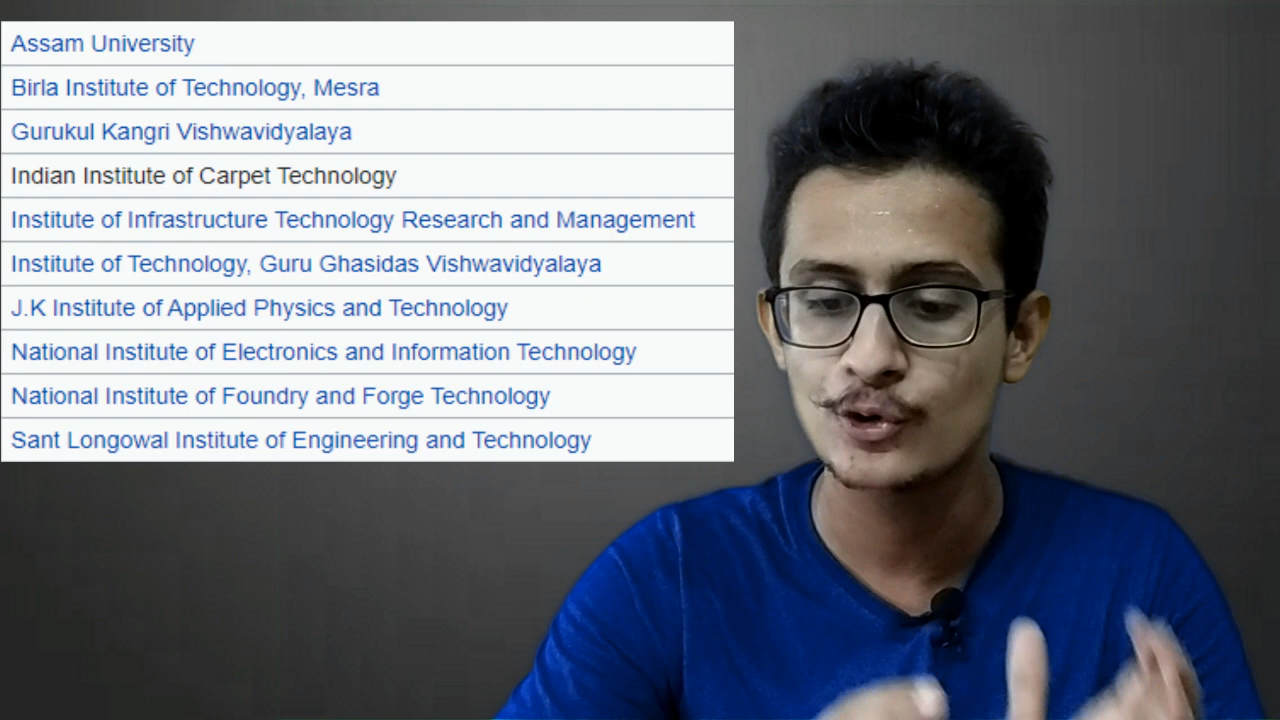 Assam University
Birla Institute of Technology, Mesra
Gurukul Kangri Vishwavidyalaya
Indian Institute of Carpet Technology
Institute of Infrastructure Technology Research and Management
Institute of Technology, Guru Ghasidas Vishwavidyalaya
J.K Institute of Applied Physics and Technology
National Institute of Electronics and Information Technology
National Institute of Foundry and Forge Technology
Sant Longowal Institute of Engineering and Technology